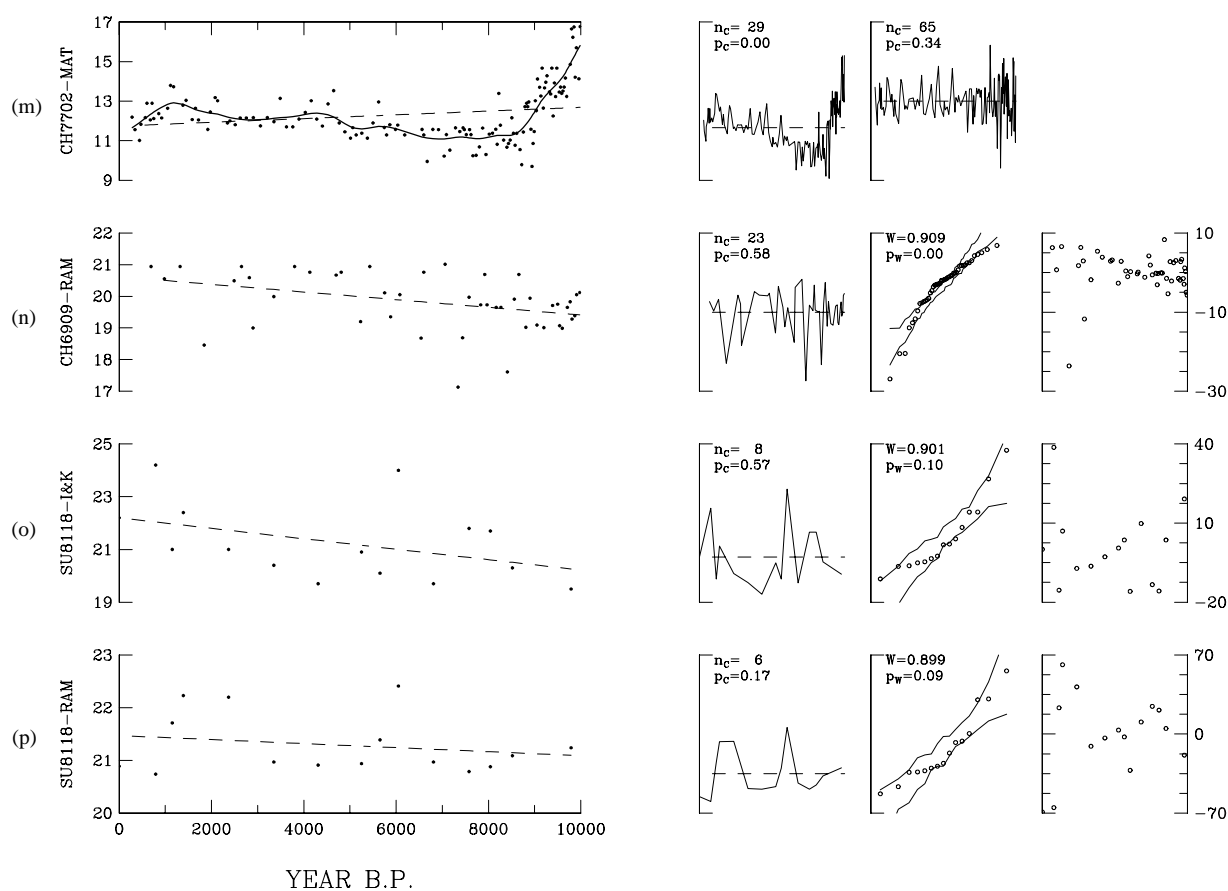 (m)
CH7702-MAT
17
15
13
11
9
n_c= 29
p_c=0.00
n_c= 65
p_c=0.34
(n)
CH6909-RAM
22
21
20
19
18
17
n_c= 23
p_c=0.58
W=0.909
p_w=0.00
10
-10
-30
(o)
SU8118-I&K
25
23
21
19
n_c= 8
p_c=0.57
W=0.901
p_w=0.10
40
10
-20
(p)
SU8118-RAM
23
22
21
20
n_c= 6
p_c=0.17
W=0.899
p_w=0.09
70
0
-70
0 2000 4000 6000 8000 10000
YEAR B.P.